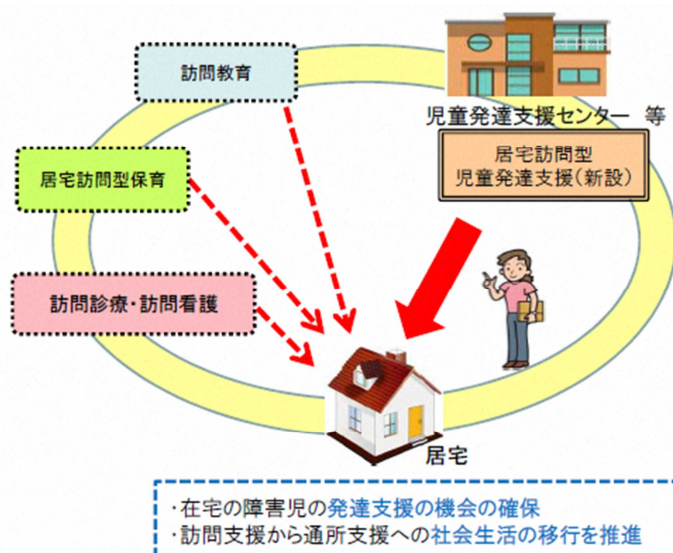 訪問教育
児童発達支援センター 等
居宅訪問型
児童発達支援(新設)
居宅訪問型保育
訪問診療・訪問看護
居宅
・在宅の障害児の発達支援の機会の確保
・訪問支援から通所支援への社会生活の移行を推進